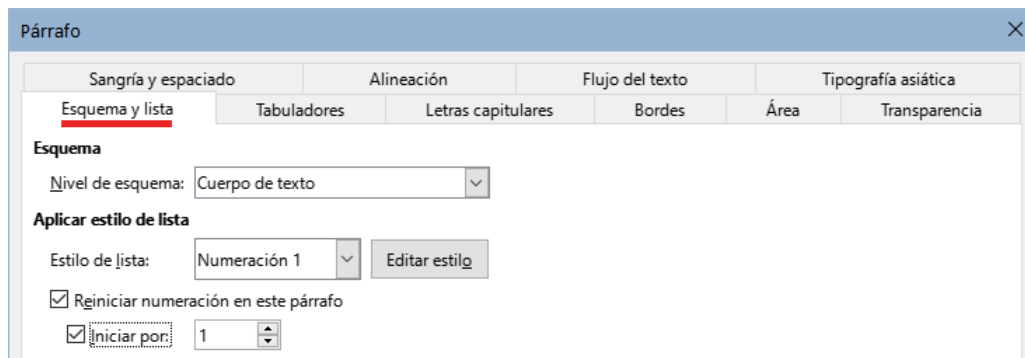 Párrafo
Sangría y espaciado Alineación Flujo del texto Tipografía asiática
Esquema y lista Tabuladores Letras capitulares Bordes Área Transparencia
Esquema
Nivel de esquema: Cuerpo de texto
Aplicar estilo de lista
Estilo de lista: Numeración 1 Editar estilo
Reiniciar numeración en este párrafo
Iniciar por: 1